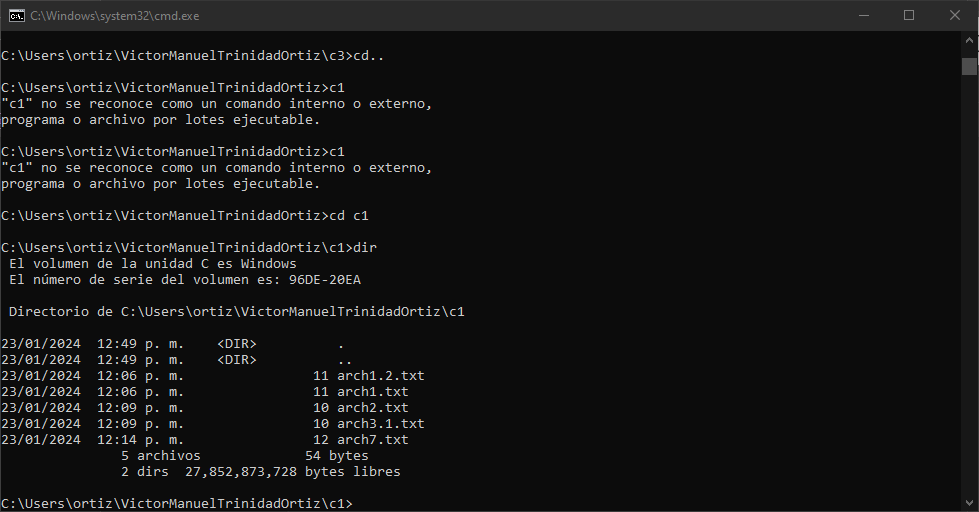 C:\Windows\system32\cmd.exe
C:\Users\ortiz\VictorManuelTrinidadOrtiz\c3>cd..
C:\Users\ortiz\VictorManuelTrinidadOrtiz>c1
"c1" no se reconoce como un comando interno o externo,
programa o archivo por lotes ejecutable.
C:\Users\ortiz\VictorManuelTrinidadOrtiz>c1
"c1" no se reconoce como un comando interno o externo,
programa o archivo por lotes ejecutable.
C:\Users\ortiz\VictorManuelTrinidadOrtiz>cd c1
C:\Users\ortiz\VictorManuelTrinidadOrtiz\c1>dir
 El volumen de la unidad C es Windows
 El número de serie del volumen es: 96DE-20EA
 Directorio de C:\Users\ortiz\VictorManuelTrinidadOrtiz\c1
23/01/2024  12:49 p. m.    <DIR>          .
23/01/2024  12:49 p. m.    <DIR>          ..
23/01/2024  12:06 p. m.                11 arch1.2.txt
23/01/2024  12:06 p. m.                11 arch1.txt
23/01/2024  12:09 p. m.                10 arch2.txt
23/01/2024  12:09 p. m.                10 arch3.1.txt
23/01/2024  12:14 p. m.                12 arch7.txt
               5 archivos             54 bytes
               2 dirs  27,852,873,728 bytes libres
C:\Users\ortiz\VictorManuelTrinidadOrtiz\c1>